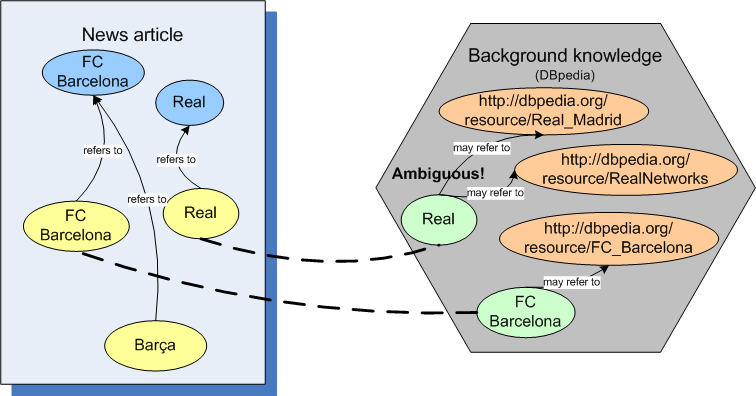 News article
FC
Barcelona
Real
refers to
refers to
refers to
FC
Barcelona
Real
Barça
Background knowledge
(DBpedia)
http://dbpedia.org/
resource/Real_Madrid
may refer to
Ambiguous!
http://dbpedia.org/
resource/RealNetworks
may refer to
Real
http://dbpedia.org/
resource/FC_Barcelona
may refer to
FC
Barcelona